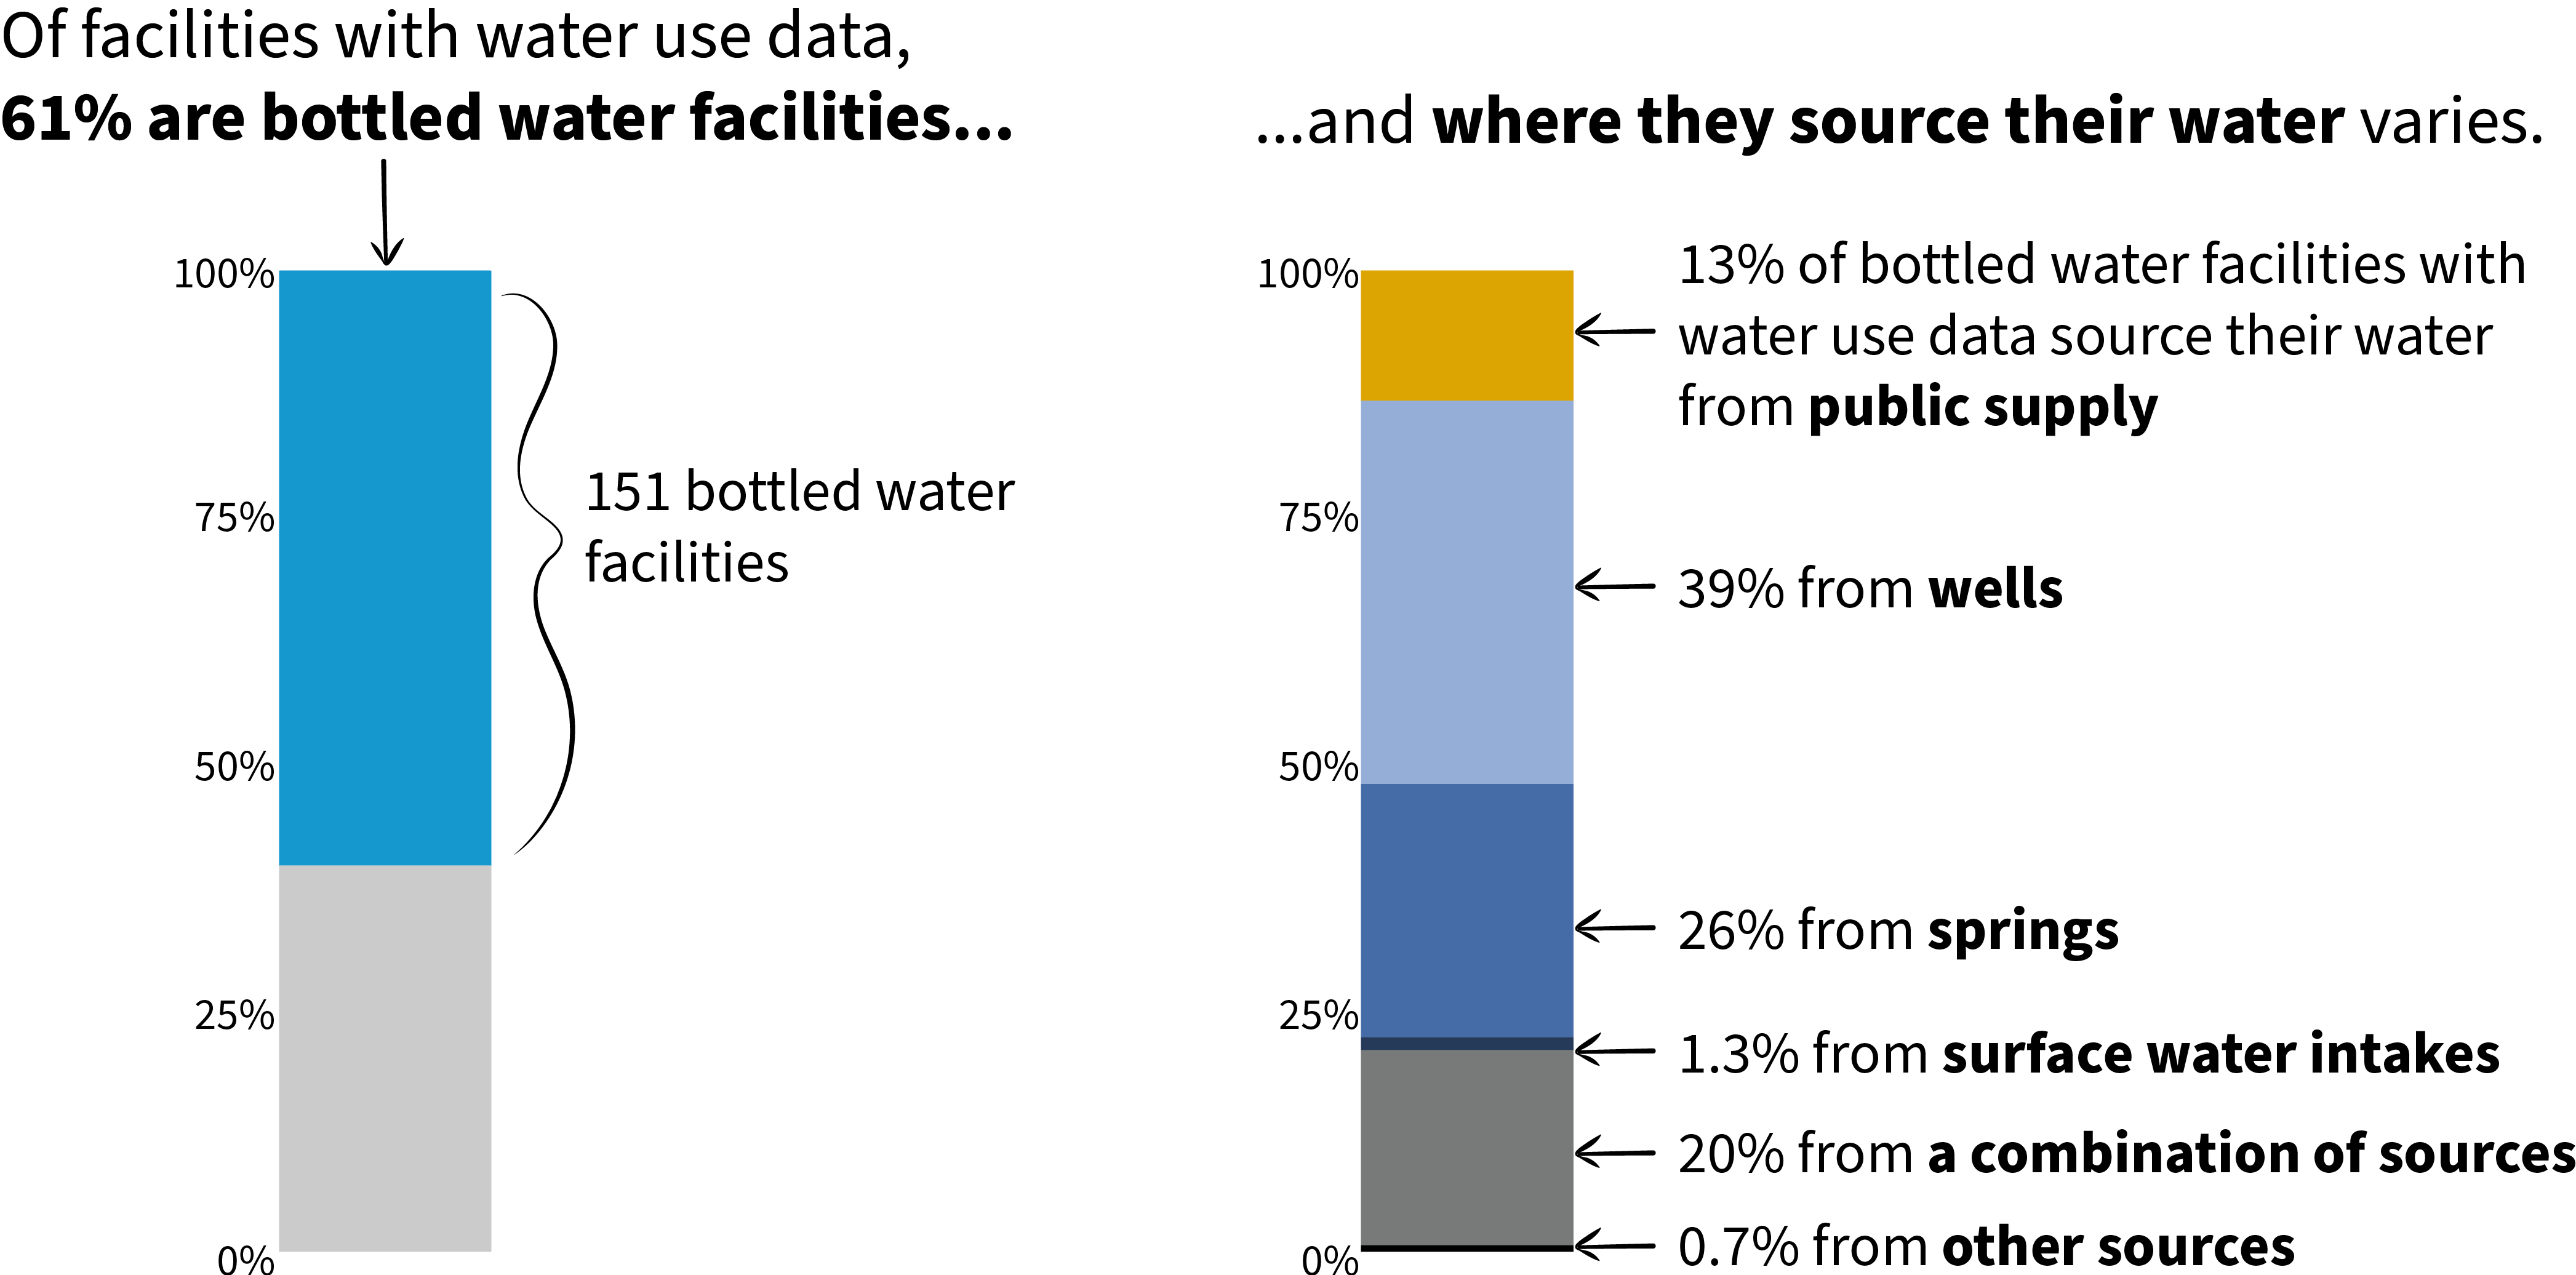 Of facilities with water use data,
61% are bottled water facilities...
100%
75%
50%
25%
0%
151 bottled water
facilities
...and where they source their water varies.
100%
75%
50%
25%
0%
13% of bottled water facilities with
water use data source their water
from public supply
39% from wells
26% from springs
1.3% from surface water intakes
20% from a combination of sources
0.7% from other sources